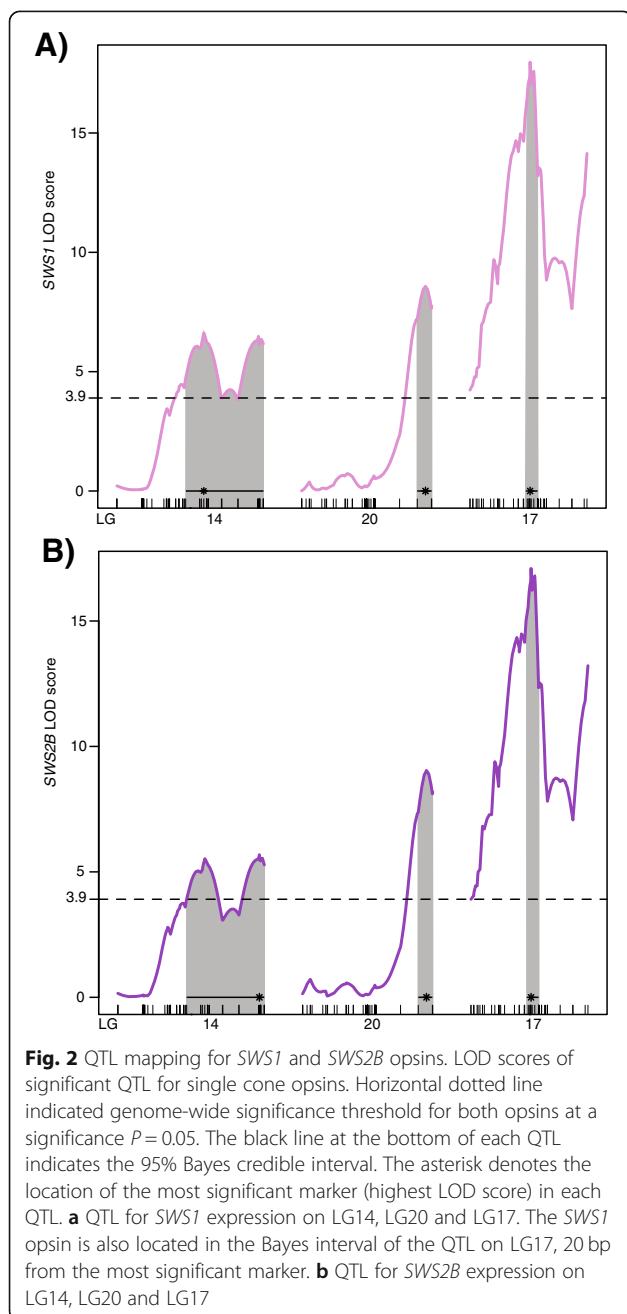 A)
15
10
5
3.9
0
SWS1 LOD score
LG 14 20 17
B)
15
10
5
3.9
0
SWS2B LOD score
LG 14 20 17
Fig. 2 QTL mapping for SWS1 and SWS2B opsins. LOD scores of
significant QTL for single cone opsins. Horizontal dotted line
indicated genome-wide significance threshold for both opsins at a
significance P = 0.05. The black line at the bottom of each QTL
indicates the 95% Bayes credible interval. The asterisk denotes the
location of the most significant marker (highest LOD score) in each
QTL. a QTL for SWS1 expression on LG14, LG20 and LG17. The SWS1
opsin is also located in the Bayes interval of the QTL on LG17, 20 bp
from the most significant marker. b QTL for SWS2B expression on
LG14, LG20 and LG17